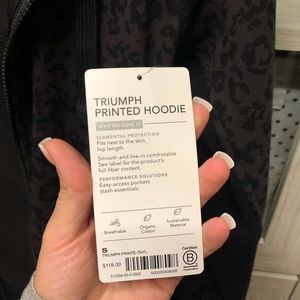 TRIUMPH
PRINTED HOODIE
WHY WE LOVE IT
ELEMENTAL PROTECTION
Fits next to the skin,
hip length
Smooth and live-in comfortable
See label for the product's
full fiber content.
PERFORMANCE SOLUTIONS
Easy-access pockets
stash essentials
Breathable
Organic
Cotton
Sustainable
Material
S
TRIUMPH PRINTE-TNYL
$118.00
Certified
B
Corporation